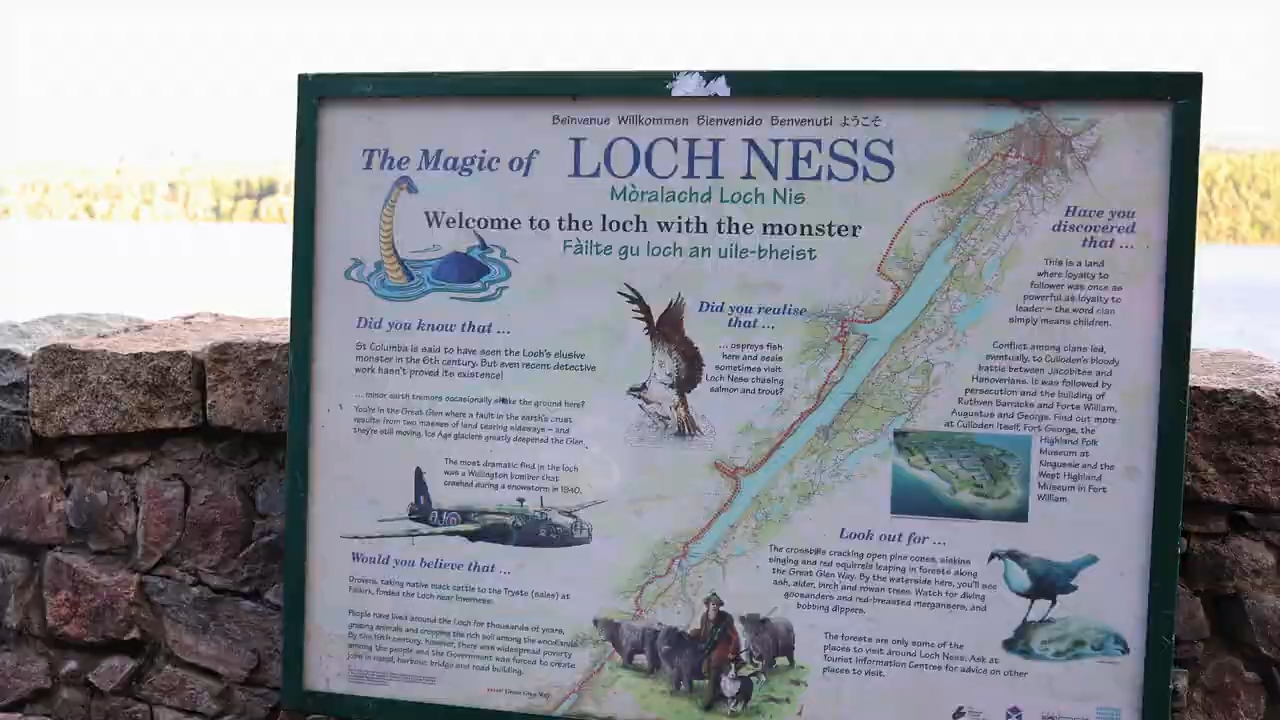 Beinvenue Willkommen Bienvenido Benvenuti ようこそ
The Magic of LOCH NESS
Mòralachd Loch Nis
Welcome to the loch with the monster
Fàilte gu loch an uile-bheist
Did you know that ...
St Columba is said to have seen the Loch's elusive
monster in the 6th century. But even recent detective
work hasn't proved its existence!
... minor earth tremors occasionally shake the ground here?
You're in the Great Glen where a fault in the earth's crust
results from two masses of land tearing sideways – and
they're still moving. Ice Age glaciers greatly deepened the Glen.
The most dramatic find in the loch
was a Wellington bomber that
crashed during a snowstorm in 1940.
Would you believe that ...
Drovers, taking native black cattle to the Trysts (sales) at
Falkirk, forded the Loch near Inverness.
People have lived around the Loch for thousands of years,
grazing animals and cropping the rich soil among the woodlands.
By the 18th century, however, there was widespread poverty
among the people and the Government was forced to create
jobs in canal, harbour, bridge and road building.
Did you realise
that ...
... ospreys fish
here and seals
sometimes visit
Loch Ness chasing
salmon and trout?
Have you
discovered
that ...
This is a land
where loyalty to
follower was once as
powerful as loyalty to
leader – the word clan
simply means children.
Conflict among clans led,
eventually, to Culloden's bloody
battle between Jacobites and
Hanoverians. It was followed by
persecution and the building of
Ruthven Barracks and Forts William,
Augustus and George. Find out more
at Culloden itself, Fort George, the
Highland Folk
Museum at
Kingussie and the
West Highland
Museum in Fort
William.
Look out for ...
The crossbills cracking open pine cones, siskins
singing and red squirrels leaping in forests along
the Great Glen Way. By the waterside here, you'll see
ash, alder, birch and rowan trees. Watch for diving
goosanders and red-breasted mergansers, and
bobbing dippers.
The forests are only some of the
places to visit around Loch Ness. Ask at
Tourist Information Centres for advice on other
places to visit.
Great Glen Way